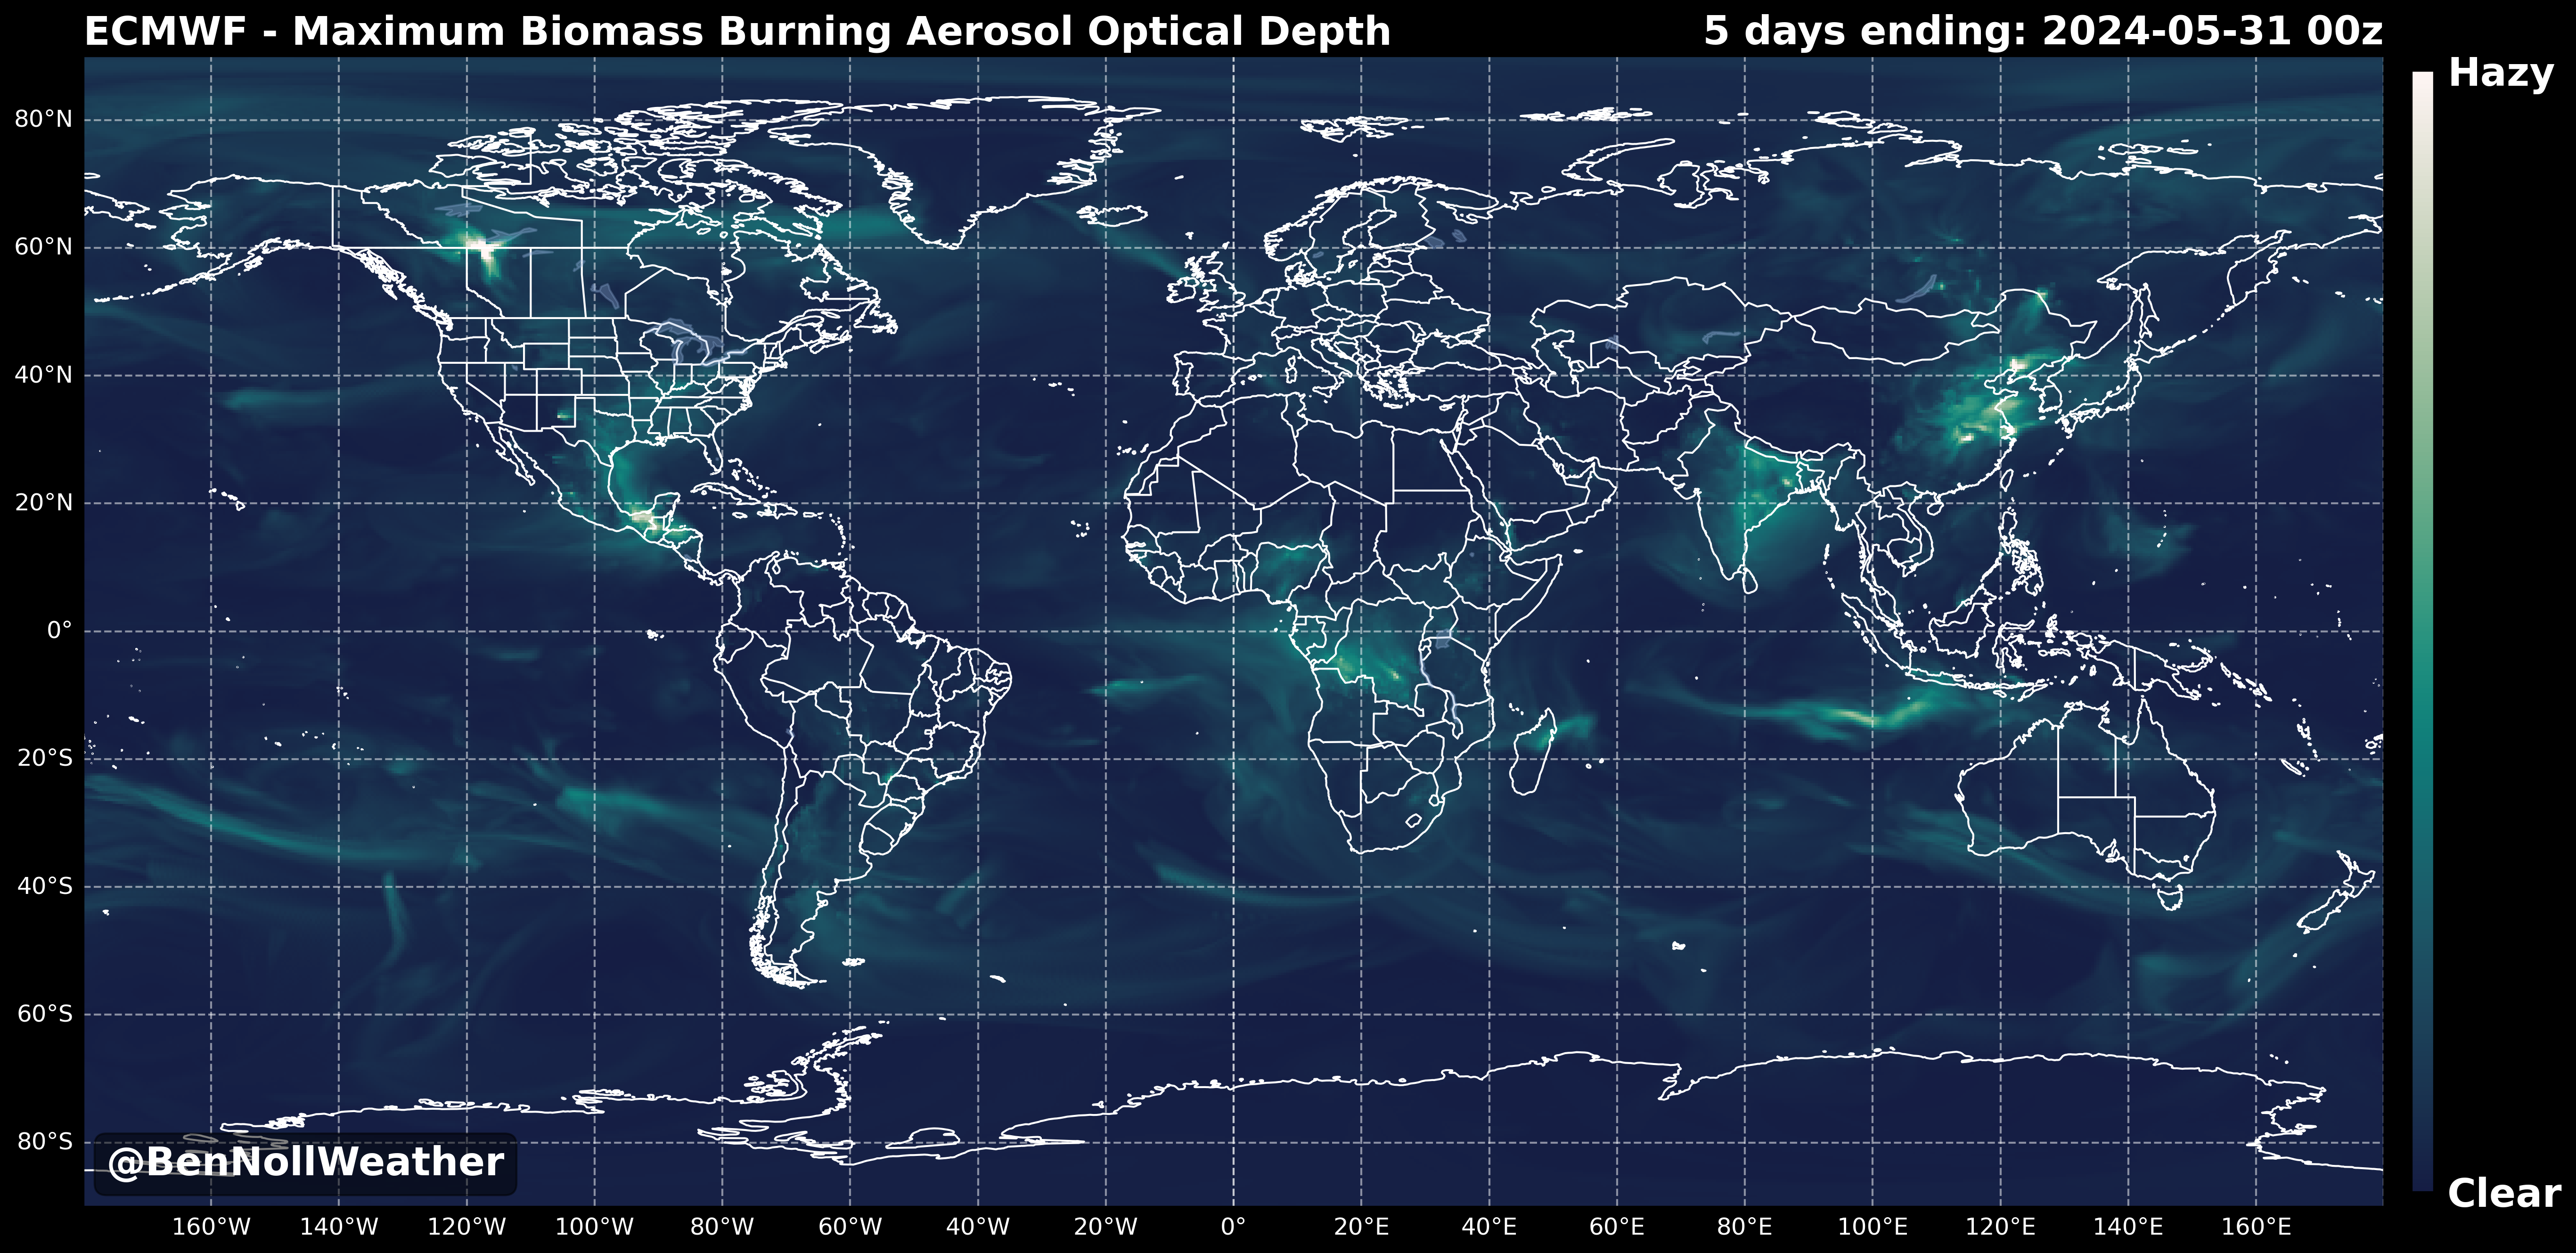 ECMWF - Maximum Biomass Burning Aerosol Optical Depth
5 days ending: 2024-05-31 00z
Hazy
80°N
60°N
40°N
20°N
0°
20°S
40°S
60°S
80°S
@BenNollWeather
Clear
160°W 140°W 120°W 100°W 80°W 60°W 40°W 20°W 0° 20°E 40°E 60°E 80°E 100°E 120°E 140°E 160°E